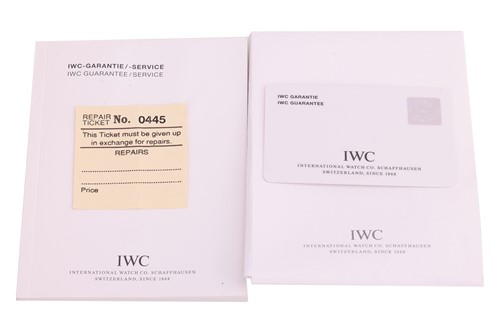 IWC-GARANTIE/-SERVICE
IWC GUARANTEE/SERVICE
REPAIR TICKET No. 0445
This Ticket must be given up
in exchange for repairs.
REPAIRS
Price
IWC
INTERNATIONAL WATCH CO. SCHAFFHAUSEN
SWITZERLAND, SINCE 1868
IWC GARANTIE
IWC GUARANTEE
IWC
INTERNATIONAL WATCH CO. SCHAFFHAUSEN
SWITZERLAND, SINCE 1868
IWC
INTERNATIONAL WATCH CO. SCHAFFHAUSEN
SWITZERLAND, SINCE 1868